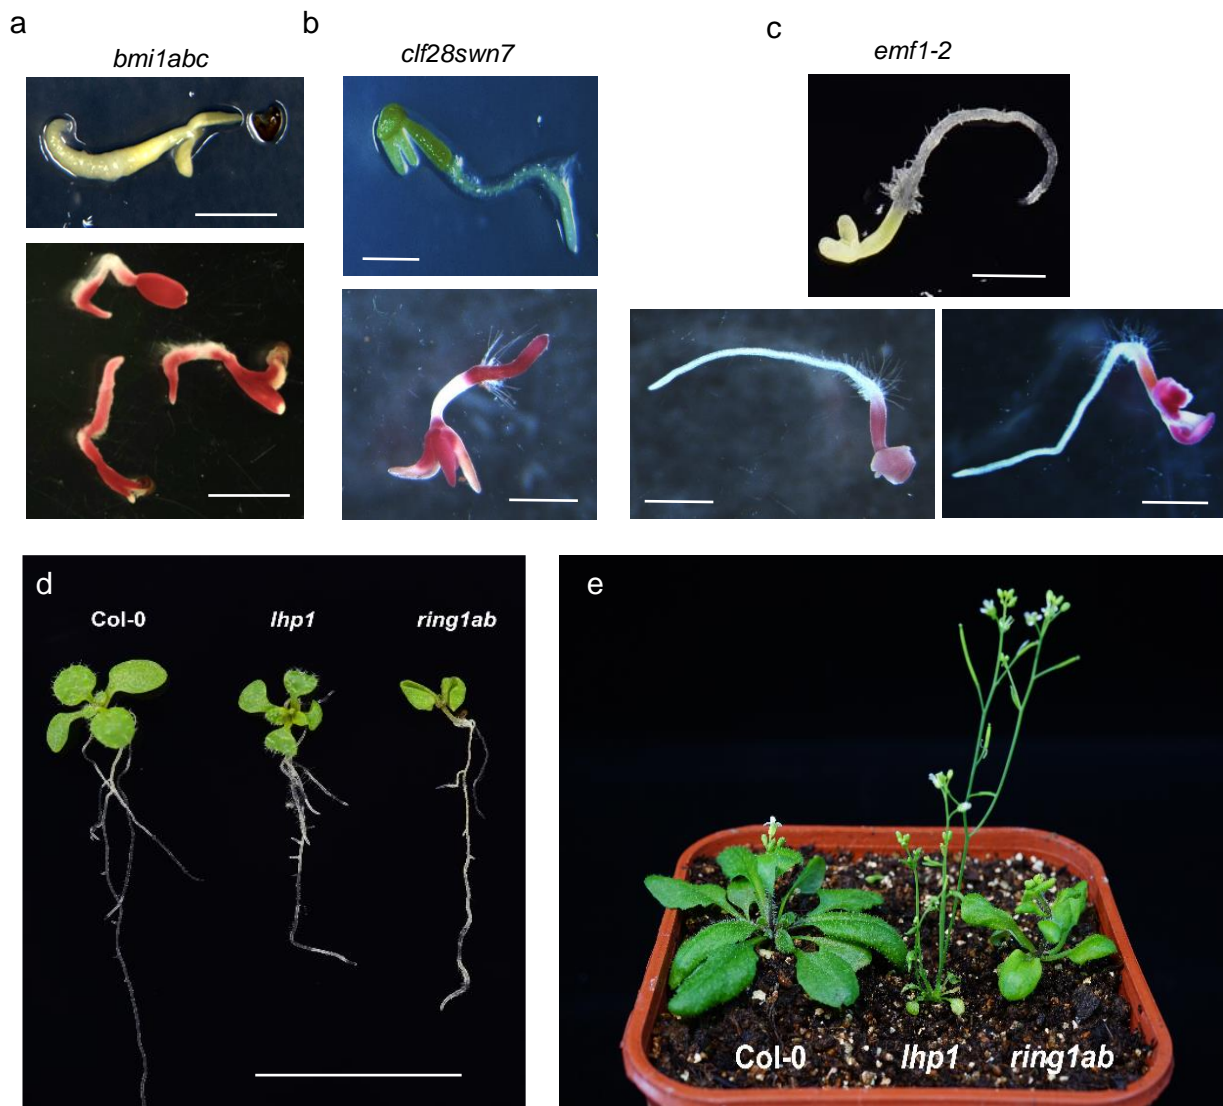 a
bmi1abc
b
clf28swn7
c
emf1-2
d
Col-0 lhp1 ring1ab
e
Col-0 lhp1 ring1ab